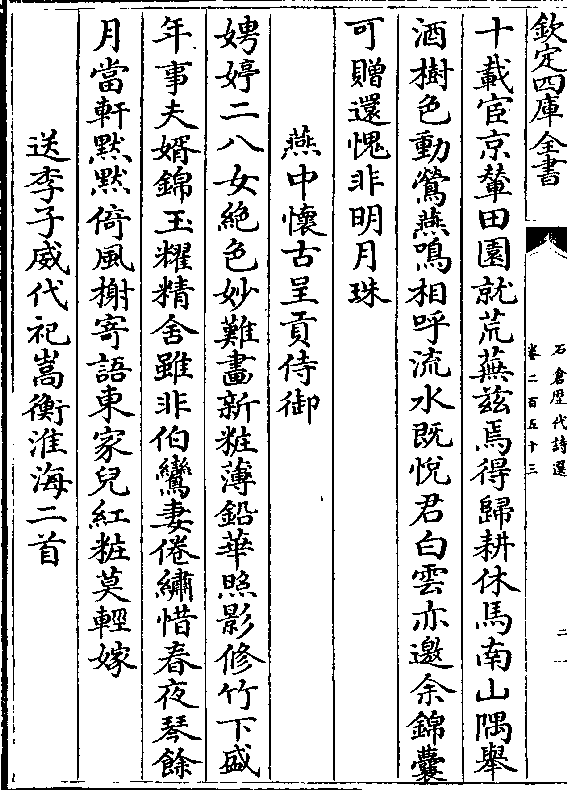 欽定四庫全書
石倉歴代詩選
卷二百五十三
二
十載宦京輦田園就荒蕪兹焉得歸耕休馬南山隅舉
酒樹色動鶯燕鳴相呼流水既悅君白雲亦邀余錦囊
可贈還愧非明月珠
燕中懷古呈貢侍御
娉婷二八女絶色妙難畫新粧薄鉛華照影修竹下盛
年事夫婿錦玉耀精舍雖非伯鸞妻倦繡惜春夜琴餘
月當軒黙黙倚風榭寄語東家兒紅粧莫輕嫁
送李子威代祀嵩衡淮海二首